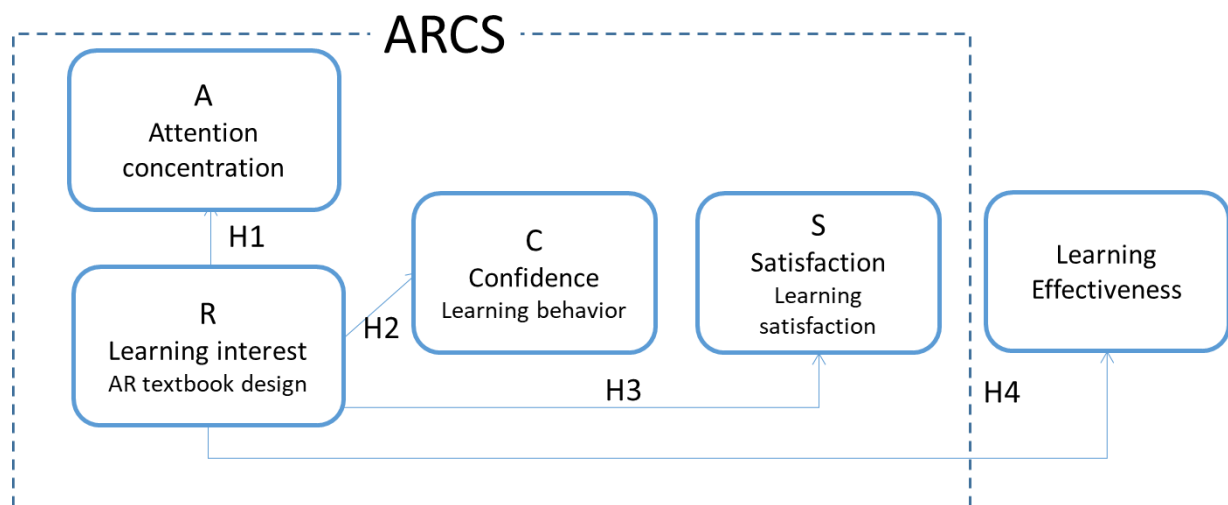 ARCS
A
Attention
concentration
H1
R
Learning interest
AR textbook design
H2
C
Confidence
Learning behavior
H3
S
Satisfaction
Learning
satisfaction
H4
Learning
Effectiveness